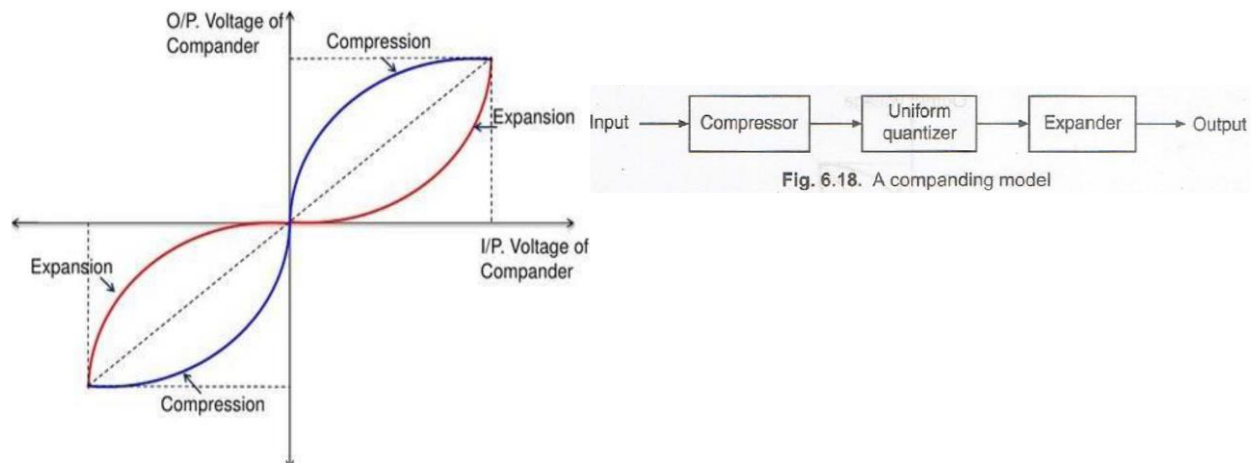 O/P. Voltage of
Compander
Compression
Expansion
I/P. Voltage of
Compander
Expansion
Compression
Input
Compressor
Uniform
quantizer
Expander
Output
Fig. 6.18. A companding model